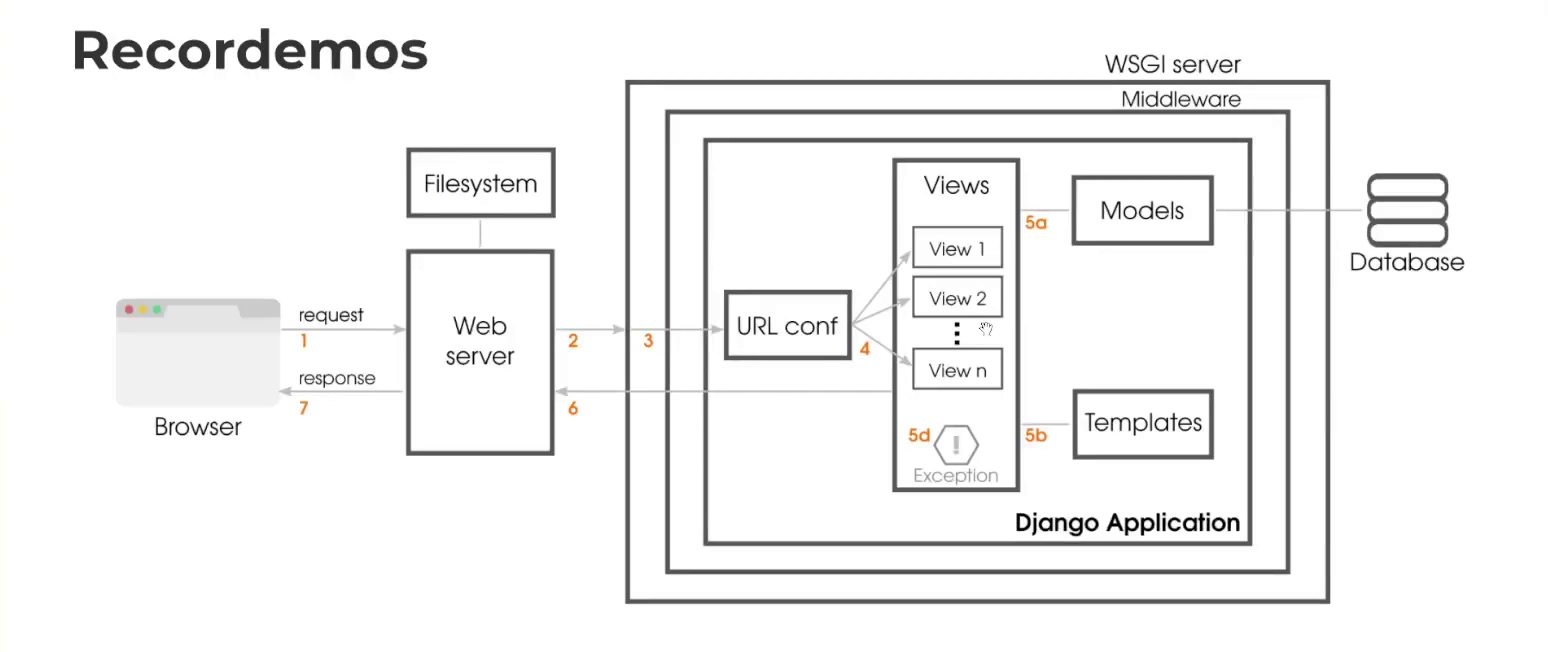 Recordemos
WSGI server
Middleware
Filesystem
Views
Models
5a
View 1
Database
View 2
request
1
Web
server
2
3
URL conf
4
View n
response
7
6
Browser
5d
!
Exception
5b
Templates
Django Application